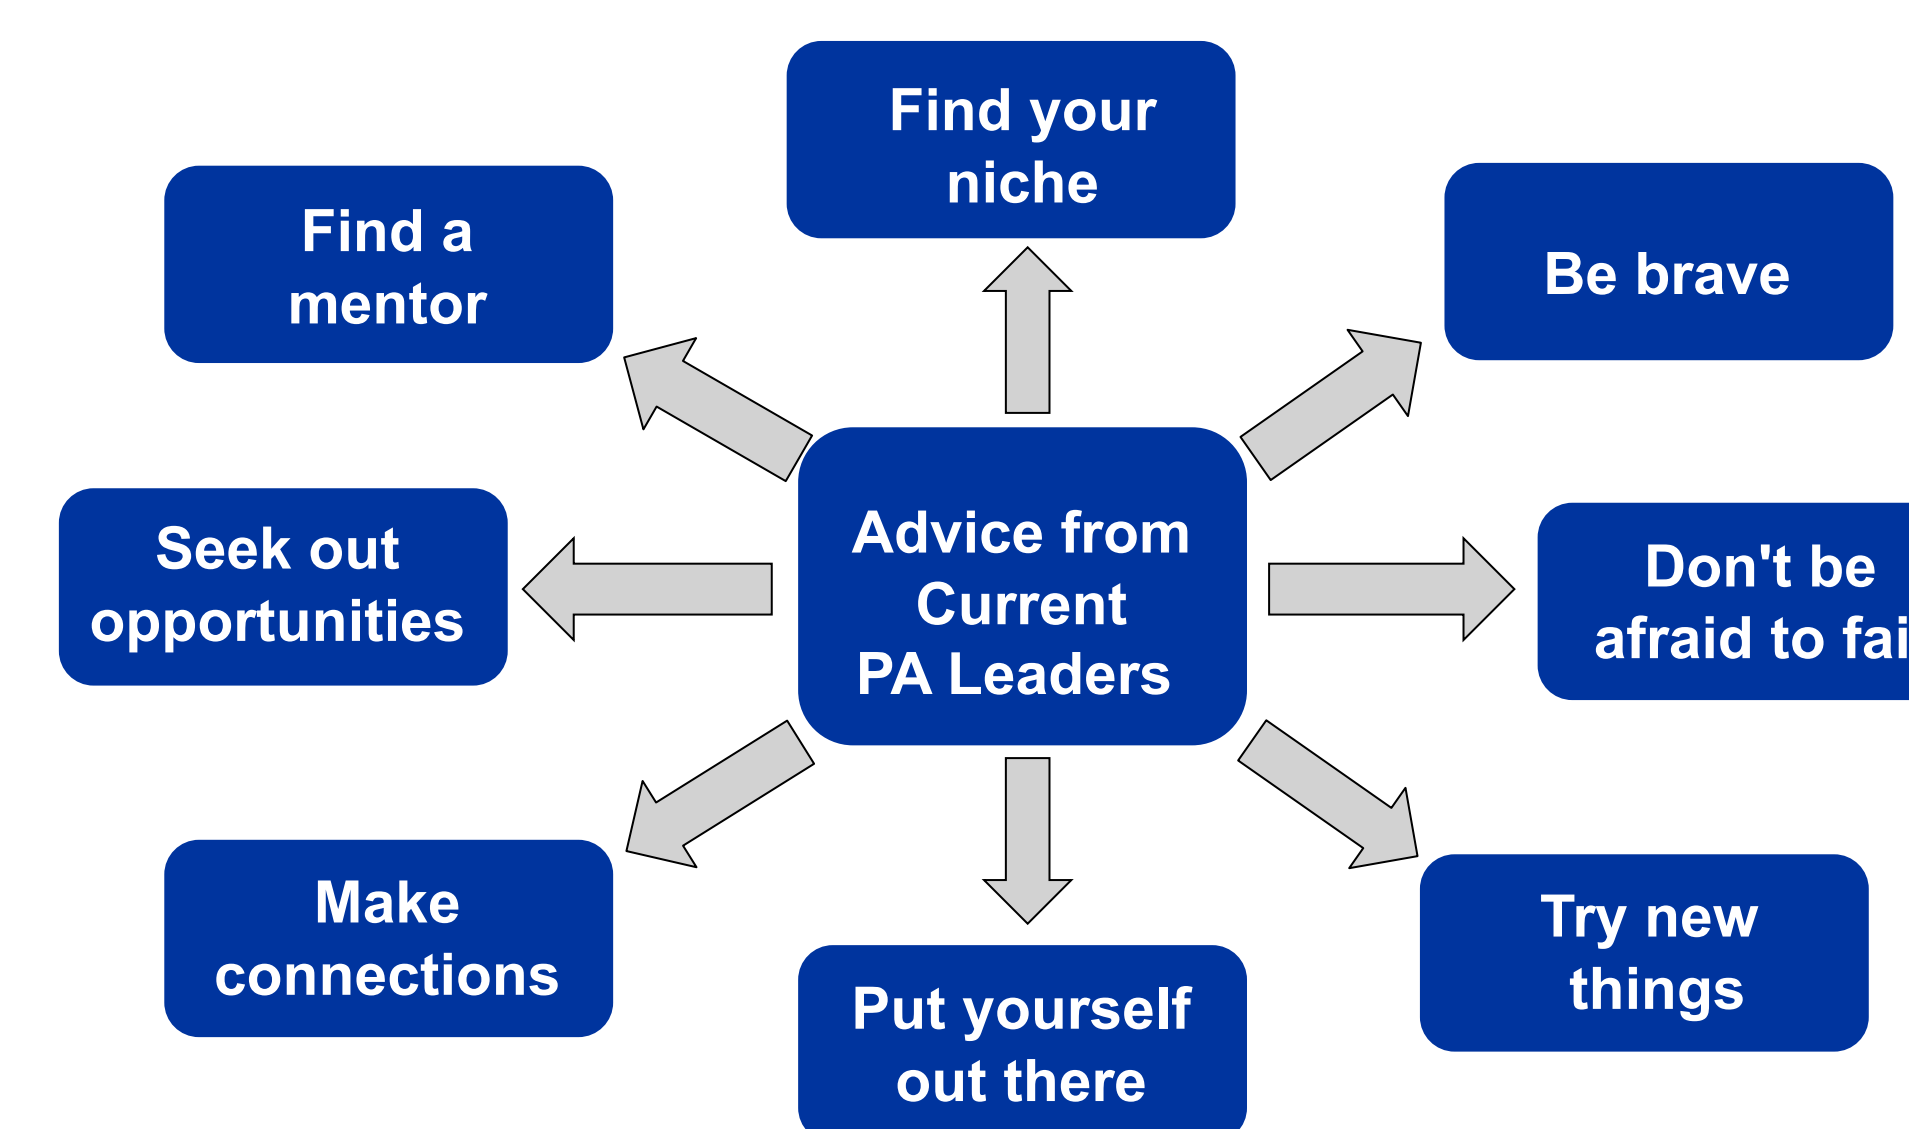 Find your
niche
Find a
mentor
Be brave
Advice from
Current
PA Leaders
Seek out
opportunities
Don't be
afraid to fai
Make
connections
Try new
things
Put yourself
out there